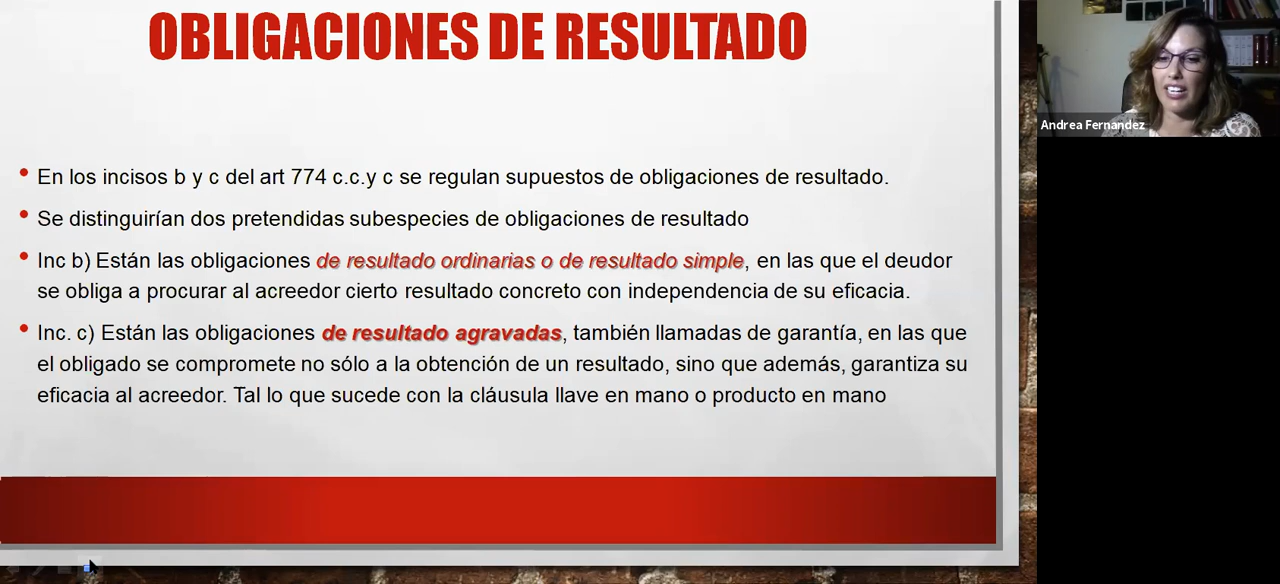 OBLIGACIONES DE RESULTADO
• En los incisos b y c del art 774 c.c.y c se regulan supuestos de obligaciones de resultado.
• Se distinguirían dos pretendidas subespecies de obligaciones de resultado
• Inc b) Están las obligaciones de resultado ordinarias o de resultado simple, en las que el deudor
se obliga a procurar al acreedor cierto resultado concreto con independencia de su eficacia.
• Inc. c) Están las obligaciones de resultado agravadas, también llamadas de garantía, en las que
el obligado se compromete no sólo a la obtención de un resultado, sino que además, garantiza su
eficacia al acreedor. Tal lo que sucede con la cláusula llave en mano o producto en mano
Andrea Fernandez